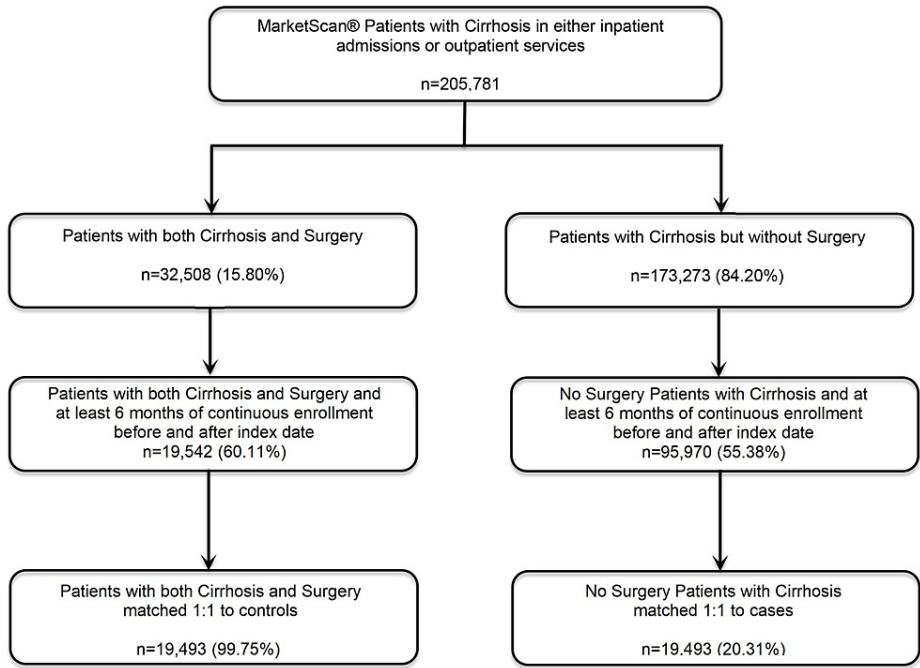 MarketScan® Patients with Cirrhosis in either inpatient
admissions or outpatient services
n=205,781
Patients with both Cirrhosis and Surgery
n=32,508 (15.80%)
Patients with Cirrhosis but without Surgery
n=173,273 (84.20%)
Patients with both Cirrhosis and Surgery and
at least 6 months of continuous enrollment
before and after index date
n=19,542 (60.11%)
No Surgery Patients with Cirrhosis and at
least 6 months of continuous enrollment
before and after index date
n=95,970 (55.38%)
Patients with both Cirrhosis and Surgery
matched 1:1 to controls
n=19,493 (99.75%)
No Surgery Patients with Cirrhosis
matched 1:1 to cases
n=19,493 (20.31%)